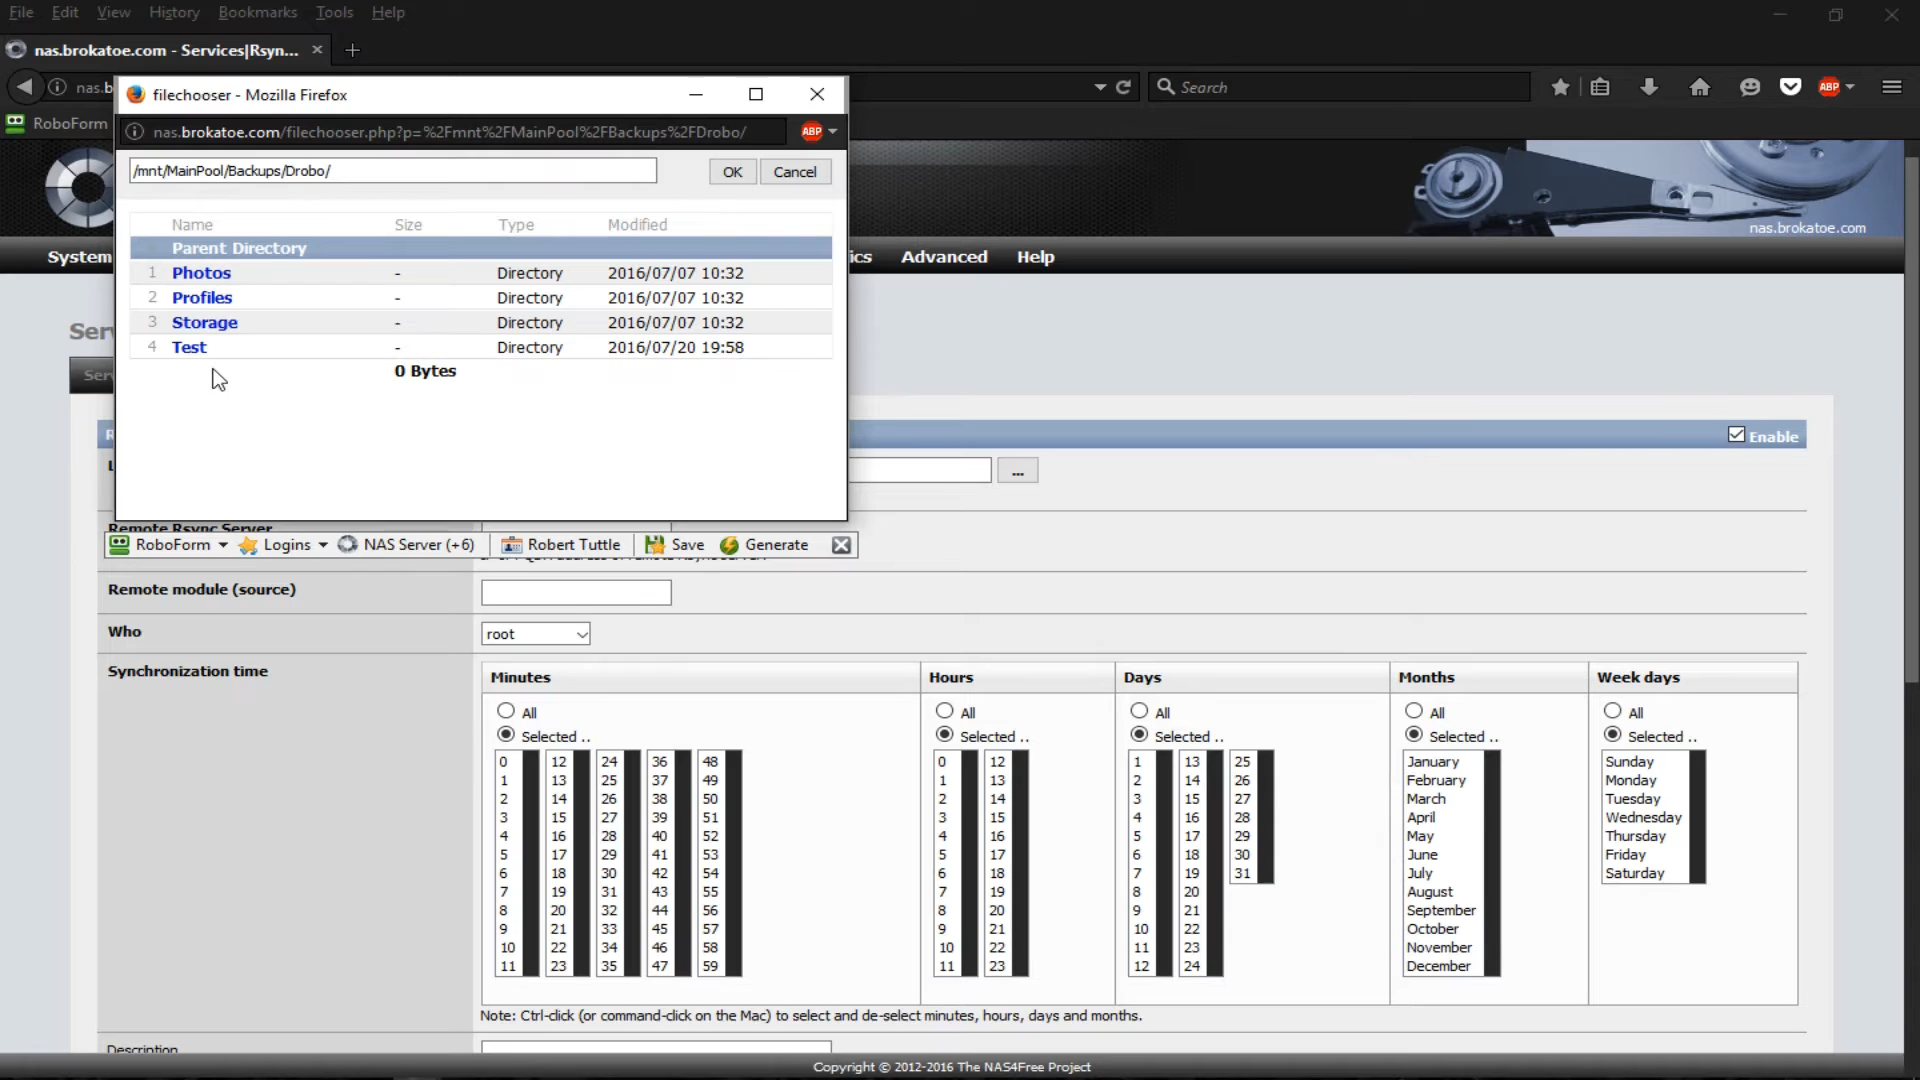 File Edit View History Bookmarks Tools Help
nas.brokatoe.com - Services|Rsyn...
nas.b
Search
ABP
RoboForm
filechooser - Mozilla Firefox
nas.brokatoe.com/filechooser.php?p=%2Fmnt%2FMainPool%2FBackups%2FDrobo/
ABP
/mnt/MainPool/Backups/Drobo/
OK Cancel
nas.brokatoe.com
System ics Advanced Help
Name Size Type Modified
Parent Directory
1 Photos - Directory 2016/07/07 10:32
2 Profiles - Directory 2016/07/07 10:32
3 Storage - Directory 2016/07/07 10:32
4 Test - Directory 2016/07/20 19:58
0 Bytes
Ser
Ser
R
Enable
L
...
Remote Rsync Server
RoboForm Logins NAS Server (+6) Robert Tuttle Save Generate
Remote module (source)
Who
root
Synchronization time
Minutes Hours Days Months Week days
All All All All All
Selected .. Selected .. Selected .. Selected .. Selected ..
0 12 24 36 48 0 12 1 13 25 January Sunday
1 13 25 37 49 1 13 2 14 26 February Monday
2 14 26 38 50 2 14 3 15 27 March Tuesday
3 15 27 39 51 3 15 4 16 28 April Wednesday
4 16 28 40 52 4 16 5 17 29 May Thursday
5 17 29 41 53 5 17 6 18 30 June Friday
6 18 30 42 54 6 18 7 19 31 July Saturday
7 19 31 43 55 7 19 8 20 August
8 20 32 44 56 8 20 9 21 September
9 21 33 45 57 9 21 10 22 October
10 22 34 46 58 10 22 11 23 November
11 23 35 47 59 11 23 12 24 December
Note: Ctrl-click (or command-click on the Mac) to select and de-select minutes, hours, days and months.
Description
Copyright © 2012-2016 The NAS4Free Project